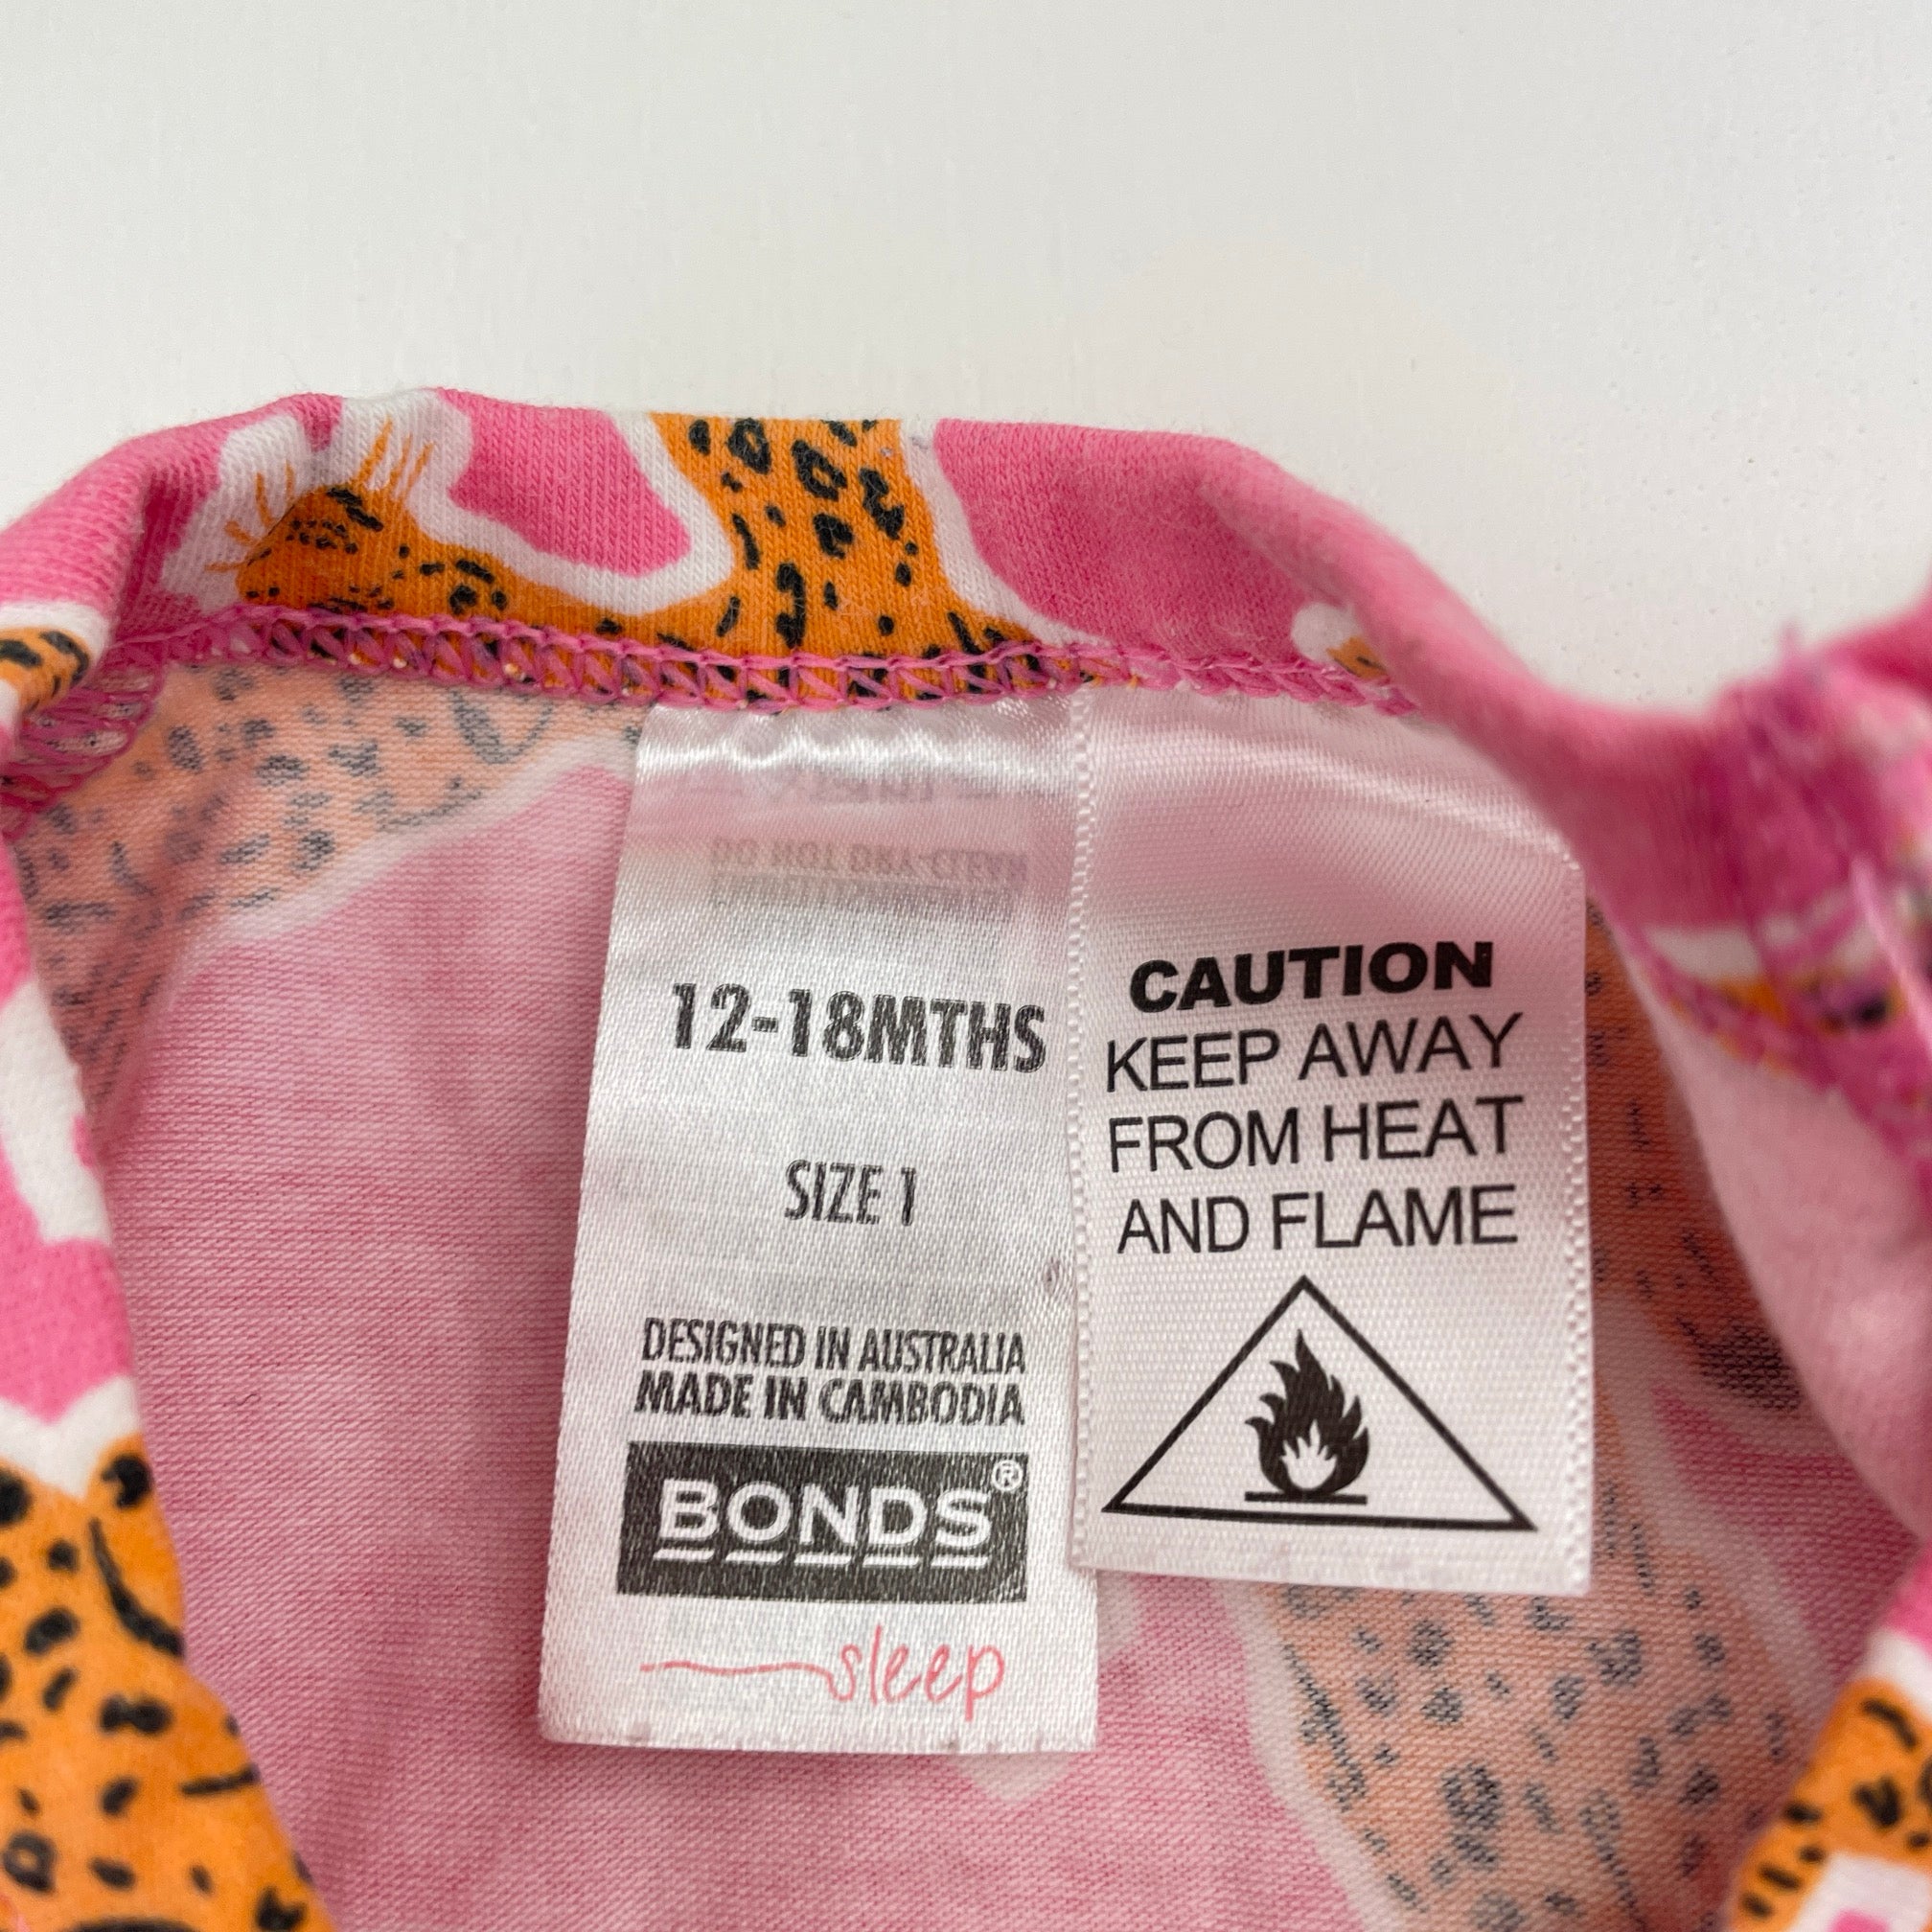 12-18MTHS
SIZE 1
DESIGNED IN AUSTRALIA
MADE IN CAMBODIA
BONDS®
sleep
CAUTION
KEEP AWAY
FROM HEAT
AND FLAME